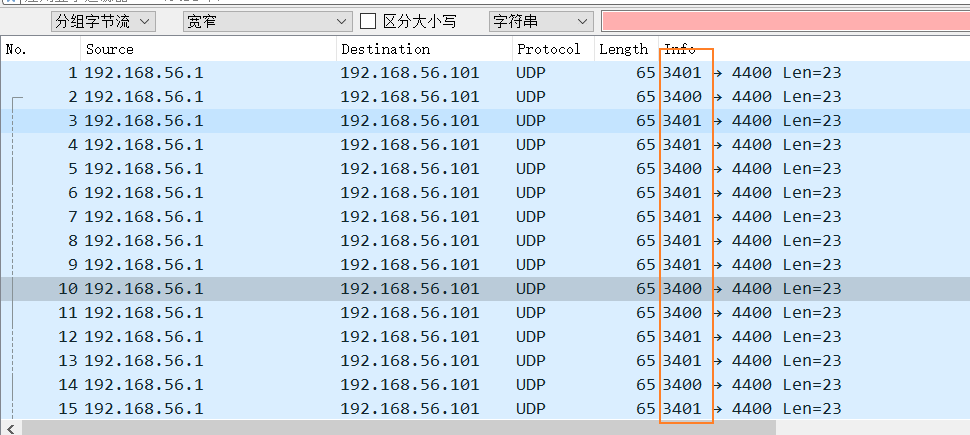 分组字节流 宽窄 区分大小写 字符串
No. Source Destination Protocol Length Info
1 192.168.56.1 192.168.56.101 UDP 65 3401 → 4400 Len=23
2 192.168.56.1 192.168.56.101 UDP 65 3400 → 4400 Len=23
3 192.168.56.1 192.168.56.101 UDP 65 3401 → 4400 Len=23
4 192.168.56.1 192.168.56.101 UDP 65 3401 → 4400 Len=23
5 192.168.56.1 192.168.56.101 UDP 65 3400 → 4400 Len=23
6 192.168.56.1 192.168.56.101 UDP 65 3401 → 4400 Len=23
7 192.168.56.1 192.168.56.101 UDP 65 3401 → 4400 Len=23
8 192.168.56.1 192.168.56.101 UDP 65 3401 → 4400 Len=23
9 192.168.56.1 192.168.56.101 UDP 65 3401 → 4400 Len=23
10 192.168.56.1 192.168.56.101 UDP 65 3400 → 4400 Len=23
11 192.168.56.1 192.168.56.101 UDP 65 3400 → 4400 Len=23
12 192.168.56.1 192.168.56.101 UDP 65 3401 → 4400 Len=23
13 192.168.56.1 192.168.56.101 UDP 65 3401 → 4400 Len=23
14 192.168.56.1 192.168.56.101 UDP 65 3400 → 4400 Len=23
15 192.168.56.1 192.168.56.101 UDP 65 3401 → 4400 Len=23